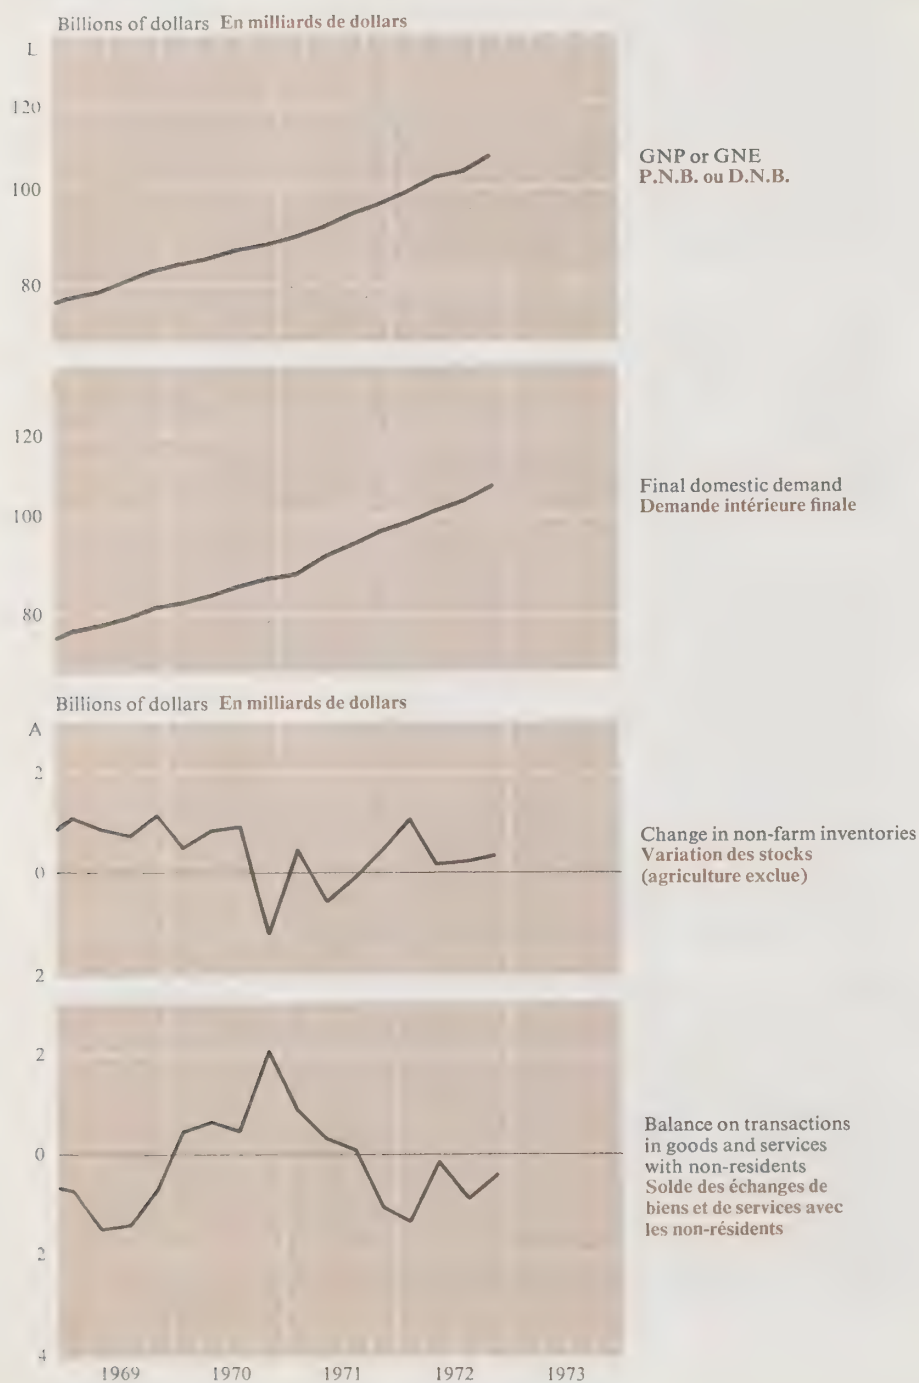 Billions of dollars En milliards de dollars
L
120
100
80
GNP or GNE
P.N.B. ou D.N.B.
120
100
80
Final domestic demand
Demande intérieure finale
Billions of dollars En milliards de dollars
A
2
0
2
Change in non-farm inventories
Variation des stocks
(agriculture exclue)
2
0
2
4
Balance on transactions
in goods and services
with non-residents
Solde des échanges de
biens et de services avec
les non-résidents
1969 1970 1971 1972 1973